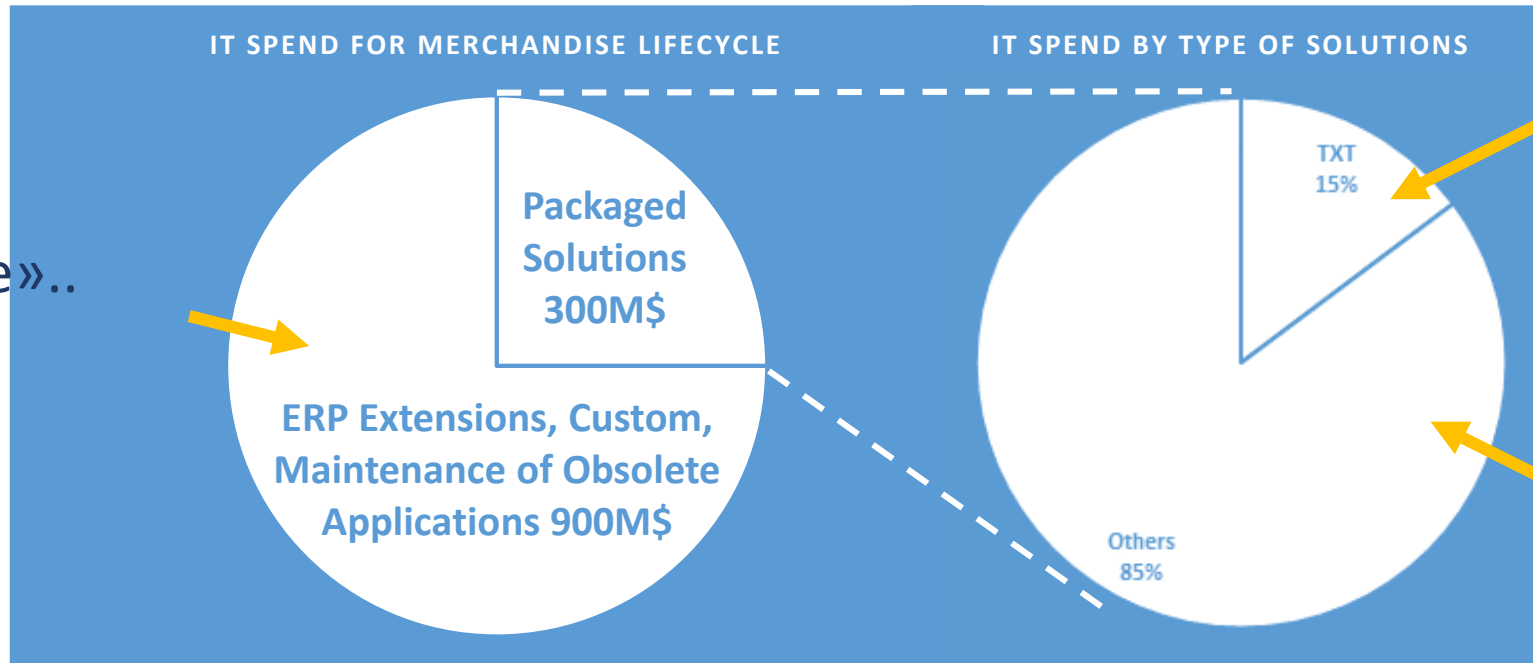 IT SPEND FOR MERCHANDISE LIFECYCLE
Packaged
Solutions
300M$
ERP Extensions, Custom,
Maintenance of Obsolete
Applications 900M$
e»..
IT SPEND BY TYPE OF SOLUTIONS
TXT
15%
Others
85%